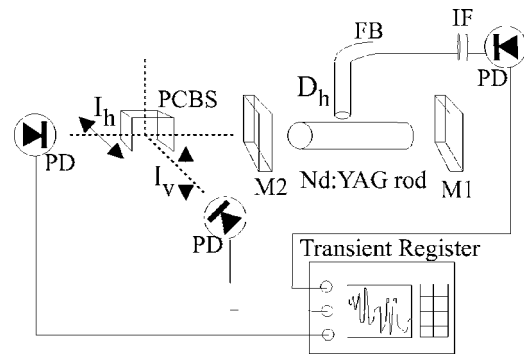 IF
FB
PD
PCBS
I_h
D_h
PD
M2
M1
I_v
Nd:YAG rod
PD
Transient Register